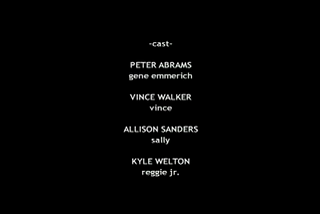 -cast-
PETER ABRAMS
gene emmerich
VINCE WALKER
vince
ALLISON SANDERS
sally
KYLE WELTON
reggie jr.